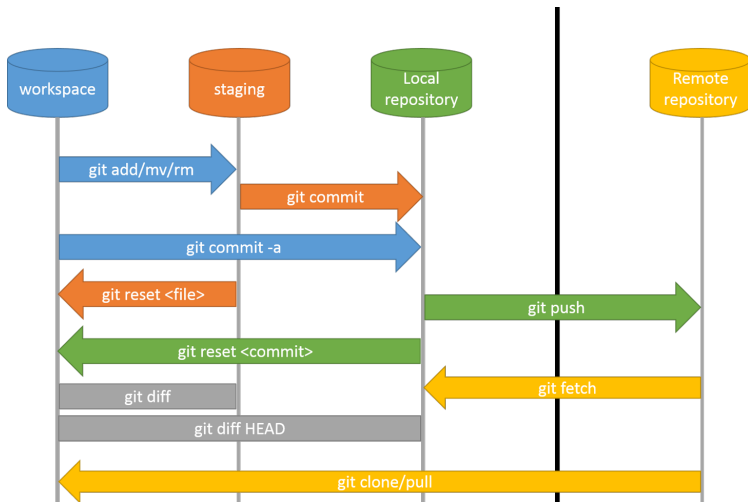 workspace
staging
Local
repository
Remote
repository
git add/mv/rm
git commit
git commit -a
git reset <file>
git push
git reset <commit>
git fetch
git diff
git diff HEAD
git clone/pull